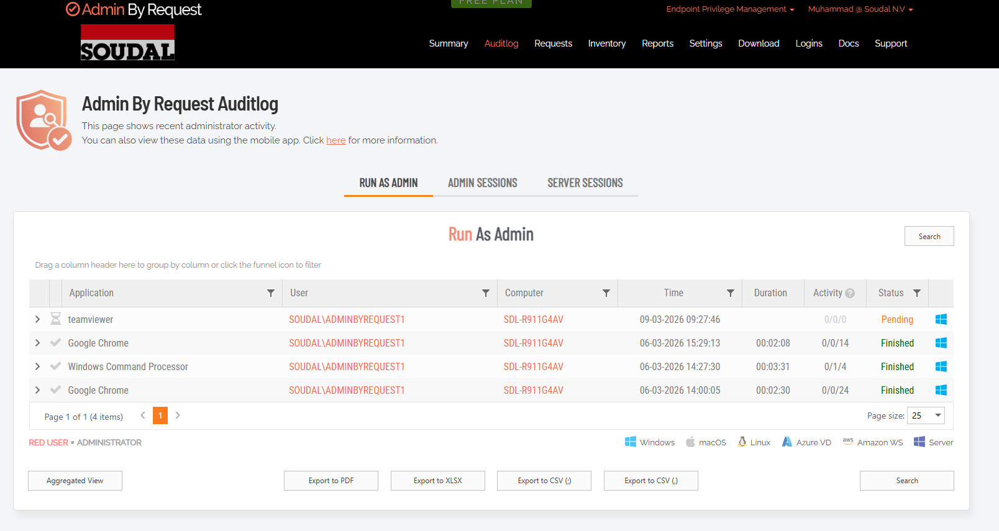 FREE PLAN
Admin By Request
Endpoint Privilege Management
Muhammad @ Soudal N.V
SOUDAL
Summary Auditlog Requests Inventory Reports Settings Download Logins Docs Support
Admin By Request Auditlog
This page shows recent administrator activity.
You can also view these data using the mobile app. Click here for more information.
RUN AS ADMIN ADMIN SESSIONS SERVER SESSIONS
Run As Admin
Search
Drag a column header here to group by column or click the funnel icon to filter
Application User Computer Time Duration Activity ? Status
teamviewer SOUDAL\ADMINBYREQUEST1 SDL-R911G4AV 09-03-2026 09:27:46 0/0/0 Pending
Google Chrome SOUDAL\ADMINBYREQUEST1 SDL-R911G4AV 06-03-2026 15:29:13 00:02:08 0/0/14 Finished
Windows Command Processor SOUDAL\ADMINBYREQUEST1 SDL-R911G4AV 06-03-2026 14:27:30 00:03:31 0/1/4 Finished
Google Chrome SOUDAL\ADMINBYREQUEST1 SDL-R911G4AV 06-03-2026 14:00:05 00:02:30 0/0/24 Finished
Page 1 of 1 (4 items) 1 Page size: 25
RED USER = ADMINISTRATOR
Windows macOS Linux Azure VD aws Amazon WS Server
Aggregated View Export to PDF Export to XLSX Export to CSV (;) Export to CSV (,) Search